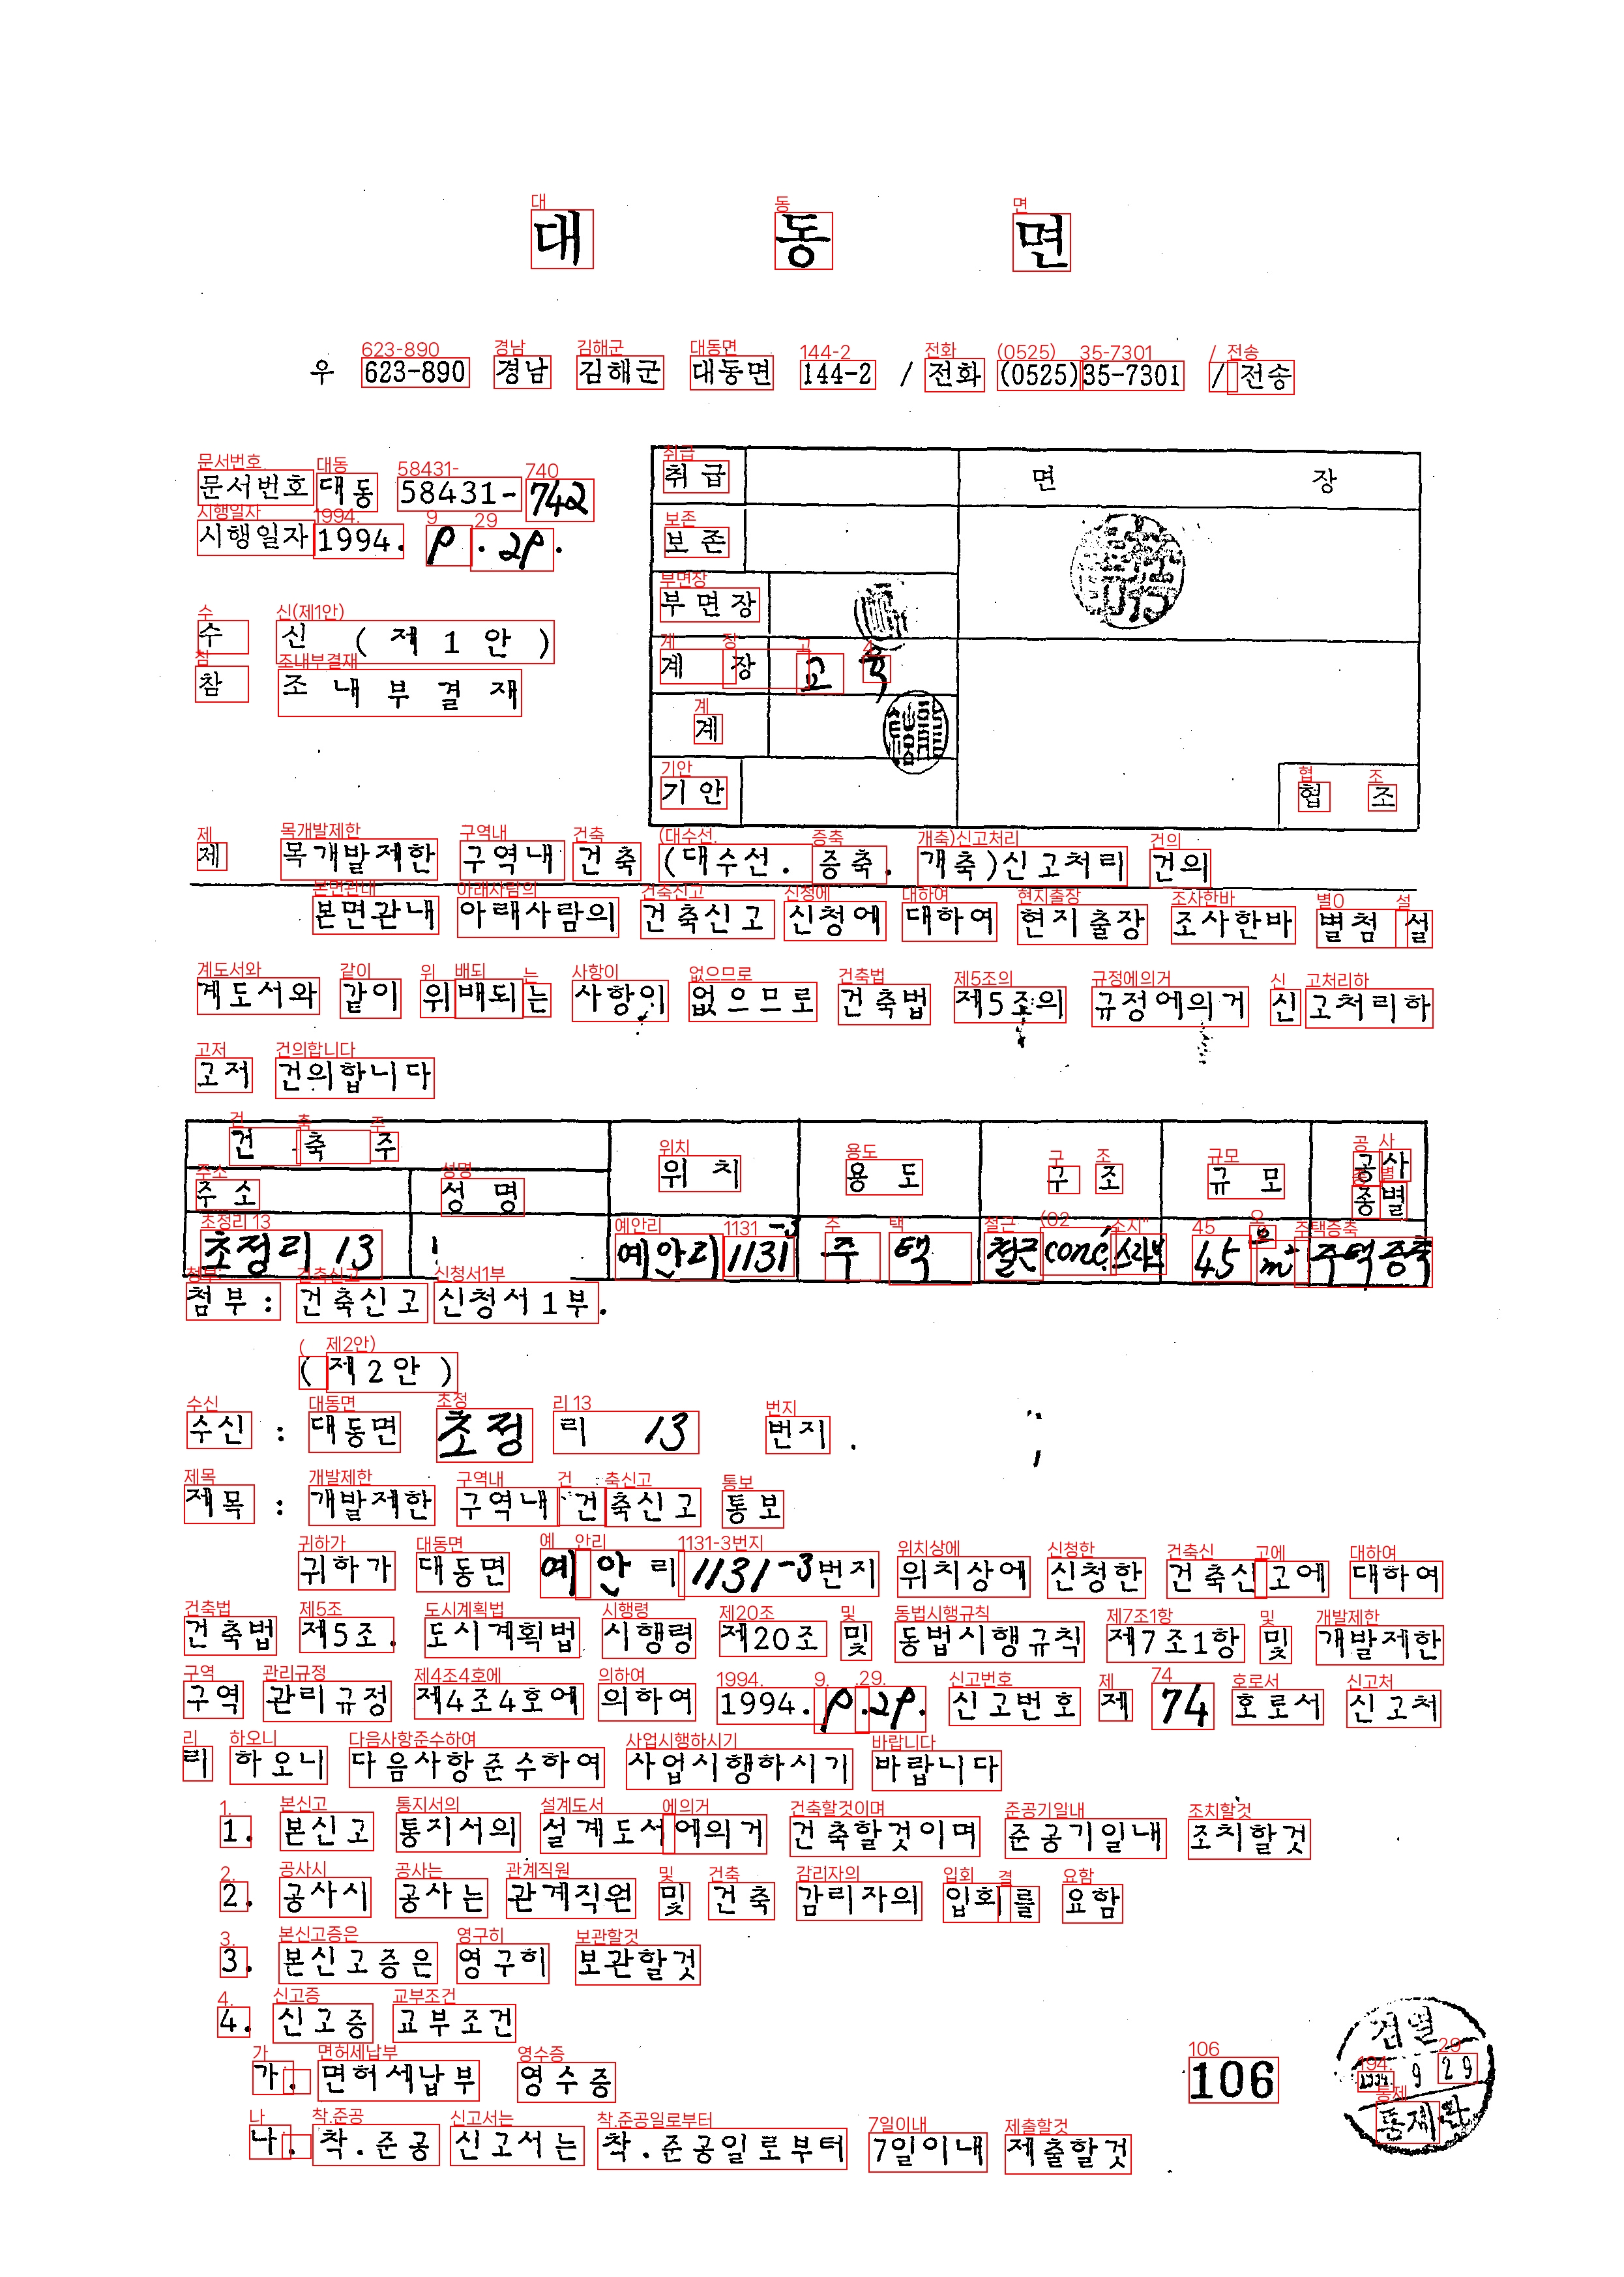 대 동 면
우 623-890 경남 김해군 대동면 144-2 / 전화 (0525)35-7301 / 전송
문서번호 대동 58431-742
시행일자 1994. 9. 29.
수 신 (제1안)
참 조 내부결재
취급
면 장
보존
부면장
계 장
계
기안
협 조
제 목 개발제한 구역내 건축 (대수선. 증축. 개축)신고처리 건의
본면관내 아래사람의 건축신고 신청에 대하여 현지출장 조사한바 별첨 설
계도서와 같이 위배되는 사항이 없으므로 건축법 제5조의 규정에의거 신고처리하
고저 건의합니다
건 축 주 위 치 용 도 구 조 규 모 공사종별
주 소 성 명
초정리 13 예안리 1131-3 주 택 철근 conc 스라브 45㎡ 주택증축
첨부: 건축신고 신청서1부.
(제2안)
수신 : 대동면 초정리 13 번지.
제목 : 개발제한 구역내 건축신고 통보
귀하가 대동면 예안리 1131-3번지 위치상에 신청한 건축신고에 대하여
건축법 제5조. 도시계획법 시행령 제20조 및 동법시행규칙 제7조1항 및 개발제한
구역 관리규정 제4조4호에 의하여 1994. 9. 29. 신고번호 제 74 호로서 신고처
리 하오니 다음사항준수하여 사업시행하시기 바랍니다
1. 본신고 통지서의 설계도서에의거 건축할것이며 준공기일내 조치할것
2. 공사시 공사는 관계직원 및 건축 감리자의 입회를 요함
3. 본신고증은 영구히 보관할것
4. 신고증 교부조건
가. 면허세납부 영수증
나. 착.준공 신고서는 착.준공일로부터 7일이내 제출할것
106
검열
1994. 9 29
통제관